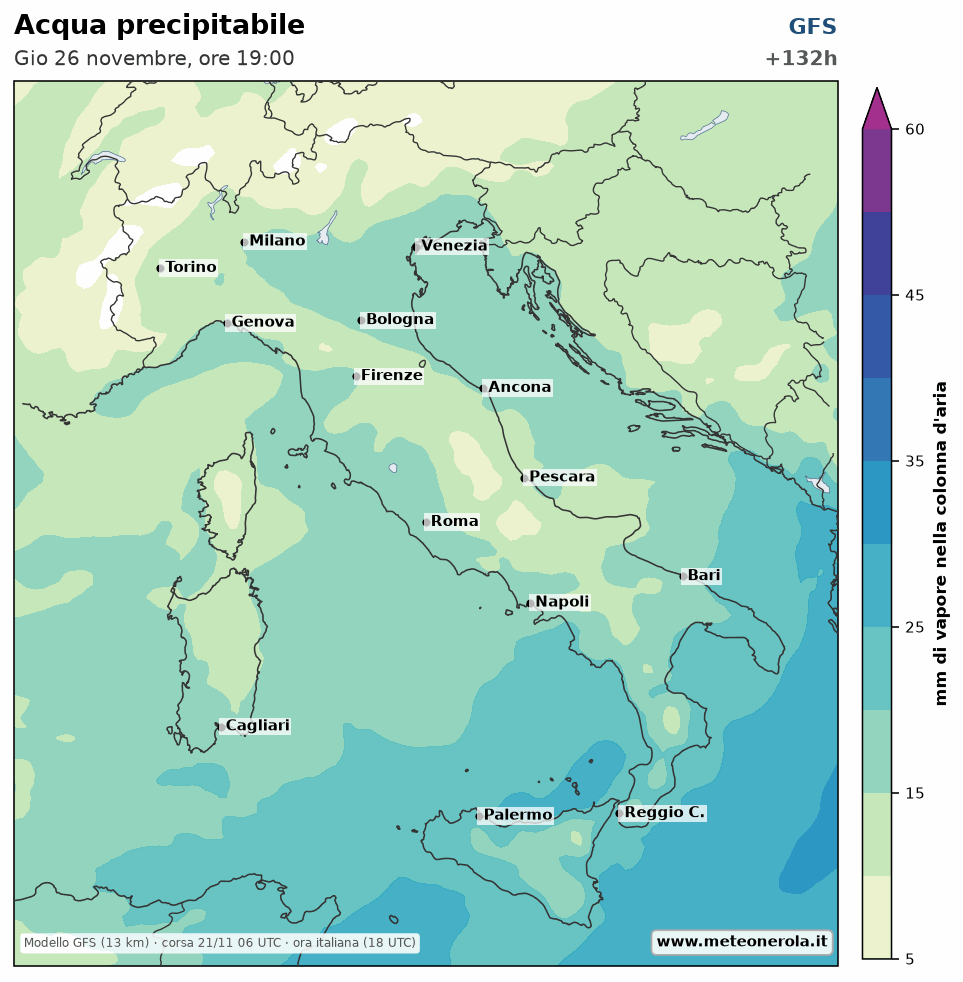 Acqua precipitabile
GFS
Gio 26 novembre, ore 19:00
+132h
60
45
35
25
15
5
mm di vapore nella colonna d'aria
Milano
Venezia
Torino
Genova
Bologna
Firenze
Ancona
Pescara
Roma
Bari
Napoli
Cagliari
Palermo
Reggio C.
Modello GFS (13 km) · corsa 21/11 06 UTC · ora italiana (18 UTC)
www.meteonerola.it